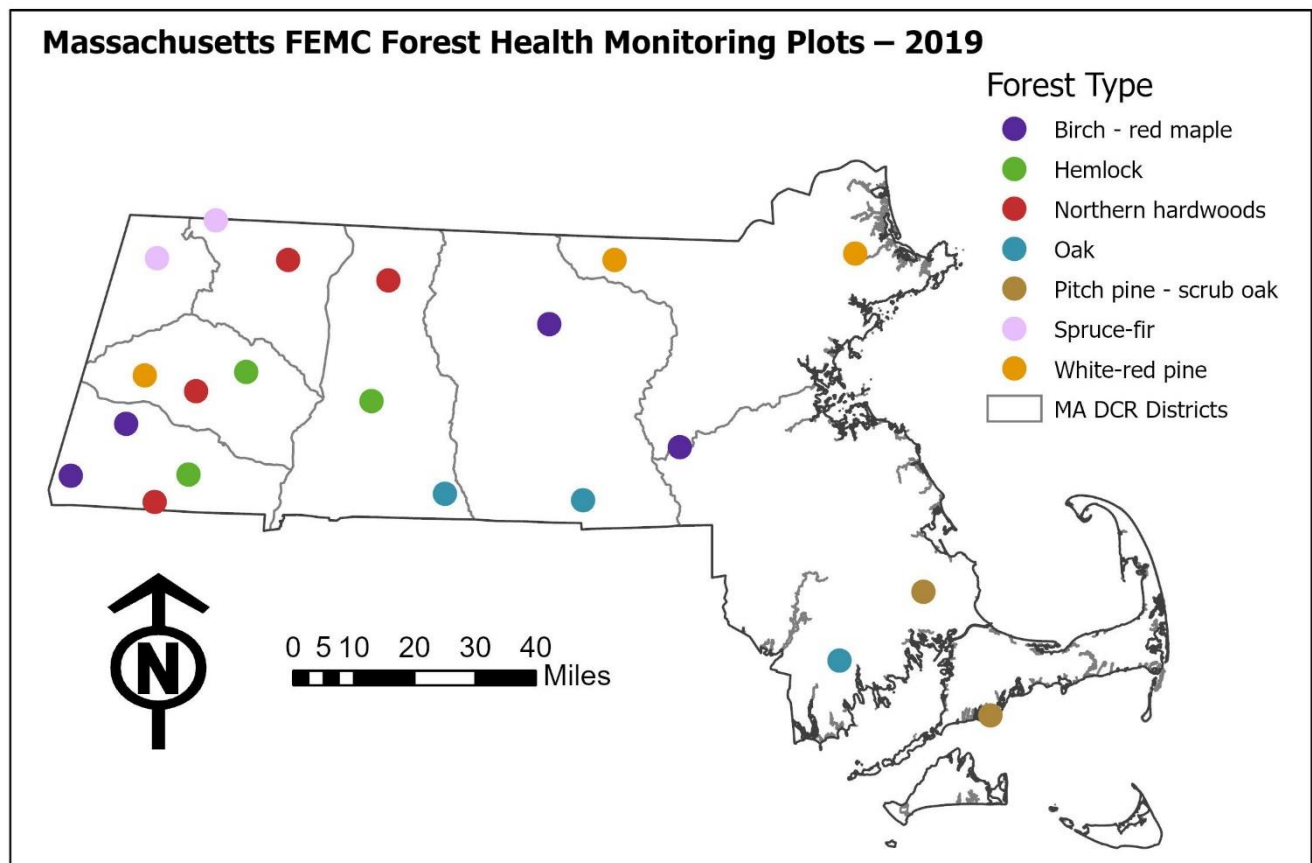 Massachusetts FEMC Forest Health Monitoring Plots – 2019
Forest Type
Birch - red maple
Hemlock
Northern hardwoods
Oak
Pitch pine - scrub oak
Spruce-fir
White-red pine
MA DCR Districts
N
0 5 10 20 30 40
Miles